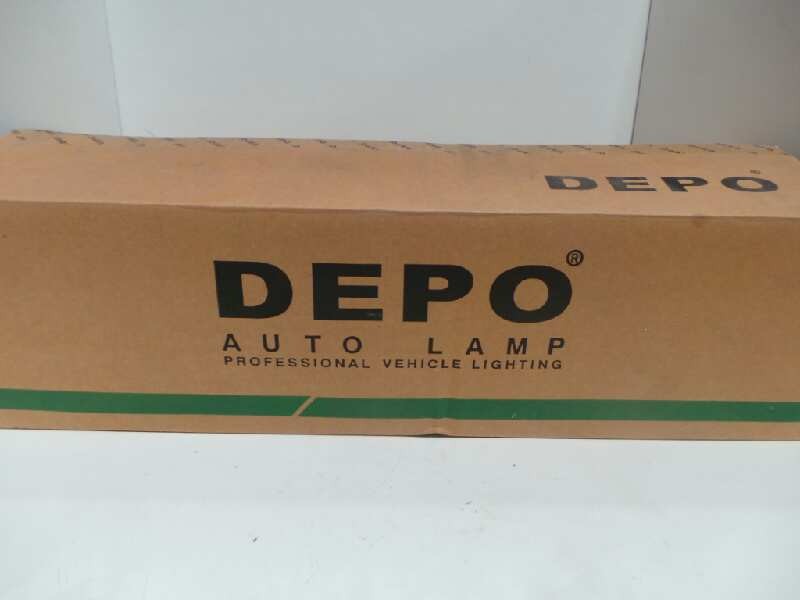 DEPO®
DEPO®
AUTO LAMP
PROFESSIONAL VEHICLE LIGHTING